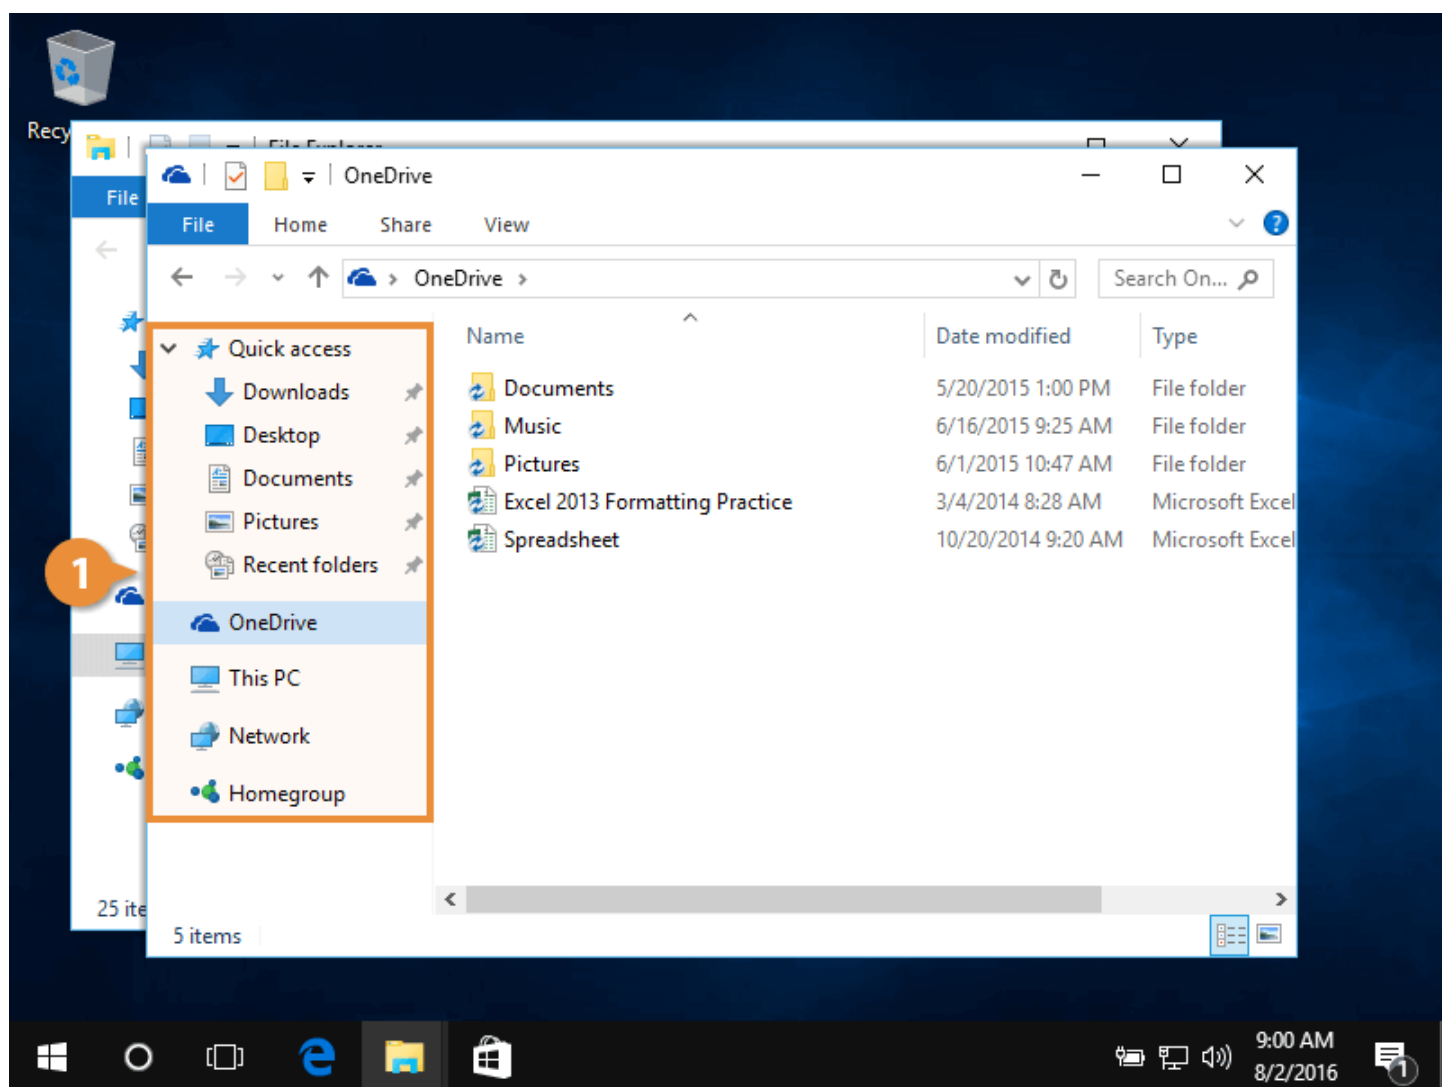 Recy
File Explorer
File
OneDrive
File Home Share View
OneDrive
Search On...
Name Date modified Type
Quick access
Downloads
Desktop
Documents
Pictures
Recent folders
OneDrive
This PC
Network
Homegroup
Documents 5/20/2015 1:00 PM File folder
Music 6/16/2015 9:25 AM File folder
Pictures 6/1/2015 10:47 AM File folder
Excel 2013 Formatting Practice 3/4/2014 8:28 AM Microsoft Excel
Spreadsheet 10/20/2014 9:20 AM Microsoft Excel
1
25 ite
5 items
9:00 AM
8/2/2016
1